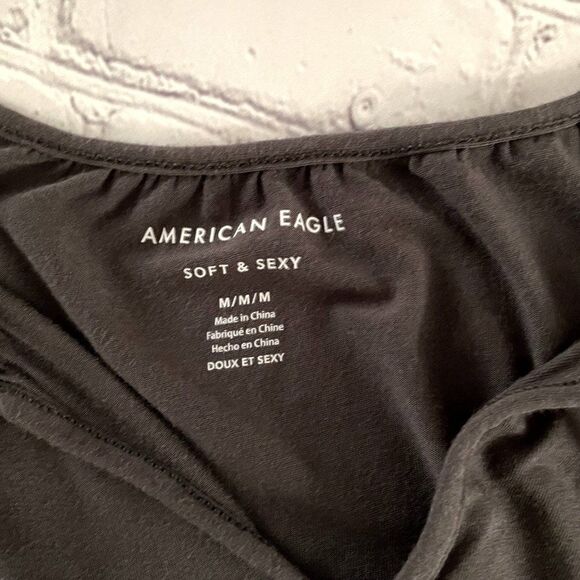 AMERICAN EAGLE
SOFT & SEXY
M/M/M
Made in China
Fabriqué en Chine
Hecho en China
DOUX ET SEXY